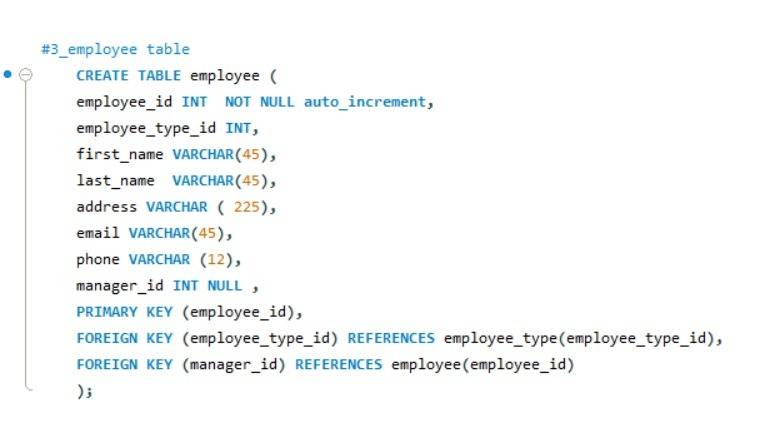 #3_employee table
CREATE TABLE employee (
employee_id INT  NOT NULL auto_increment,
employee_type_id INT,
first_name VARCHAR(45),
last_name  VARCHAR(45),
address VARCHAR ( 225),
email VARCHAR(45),
phone VARCHAR (12),
manager_id INT NULL ,
PRIMARY KEY (employee_id),
FOREIGN KEY (employee_type_id) REFERENCES employee_type(employee_type_id),
FOREIGN KEY (manager_id) REFERENCES employee(employee_id)
);